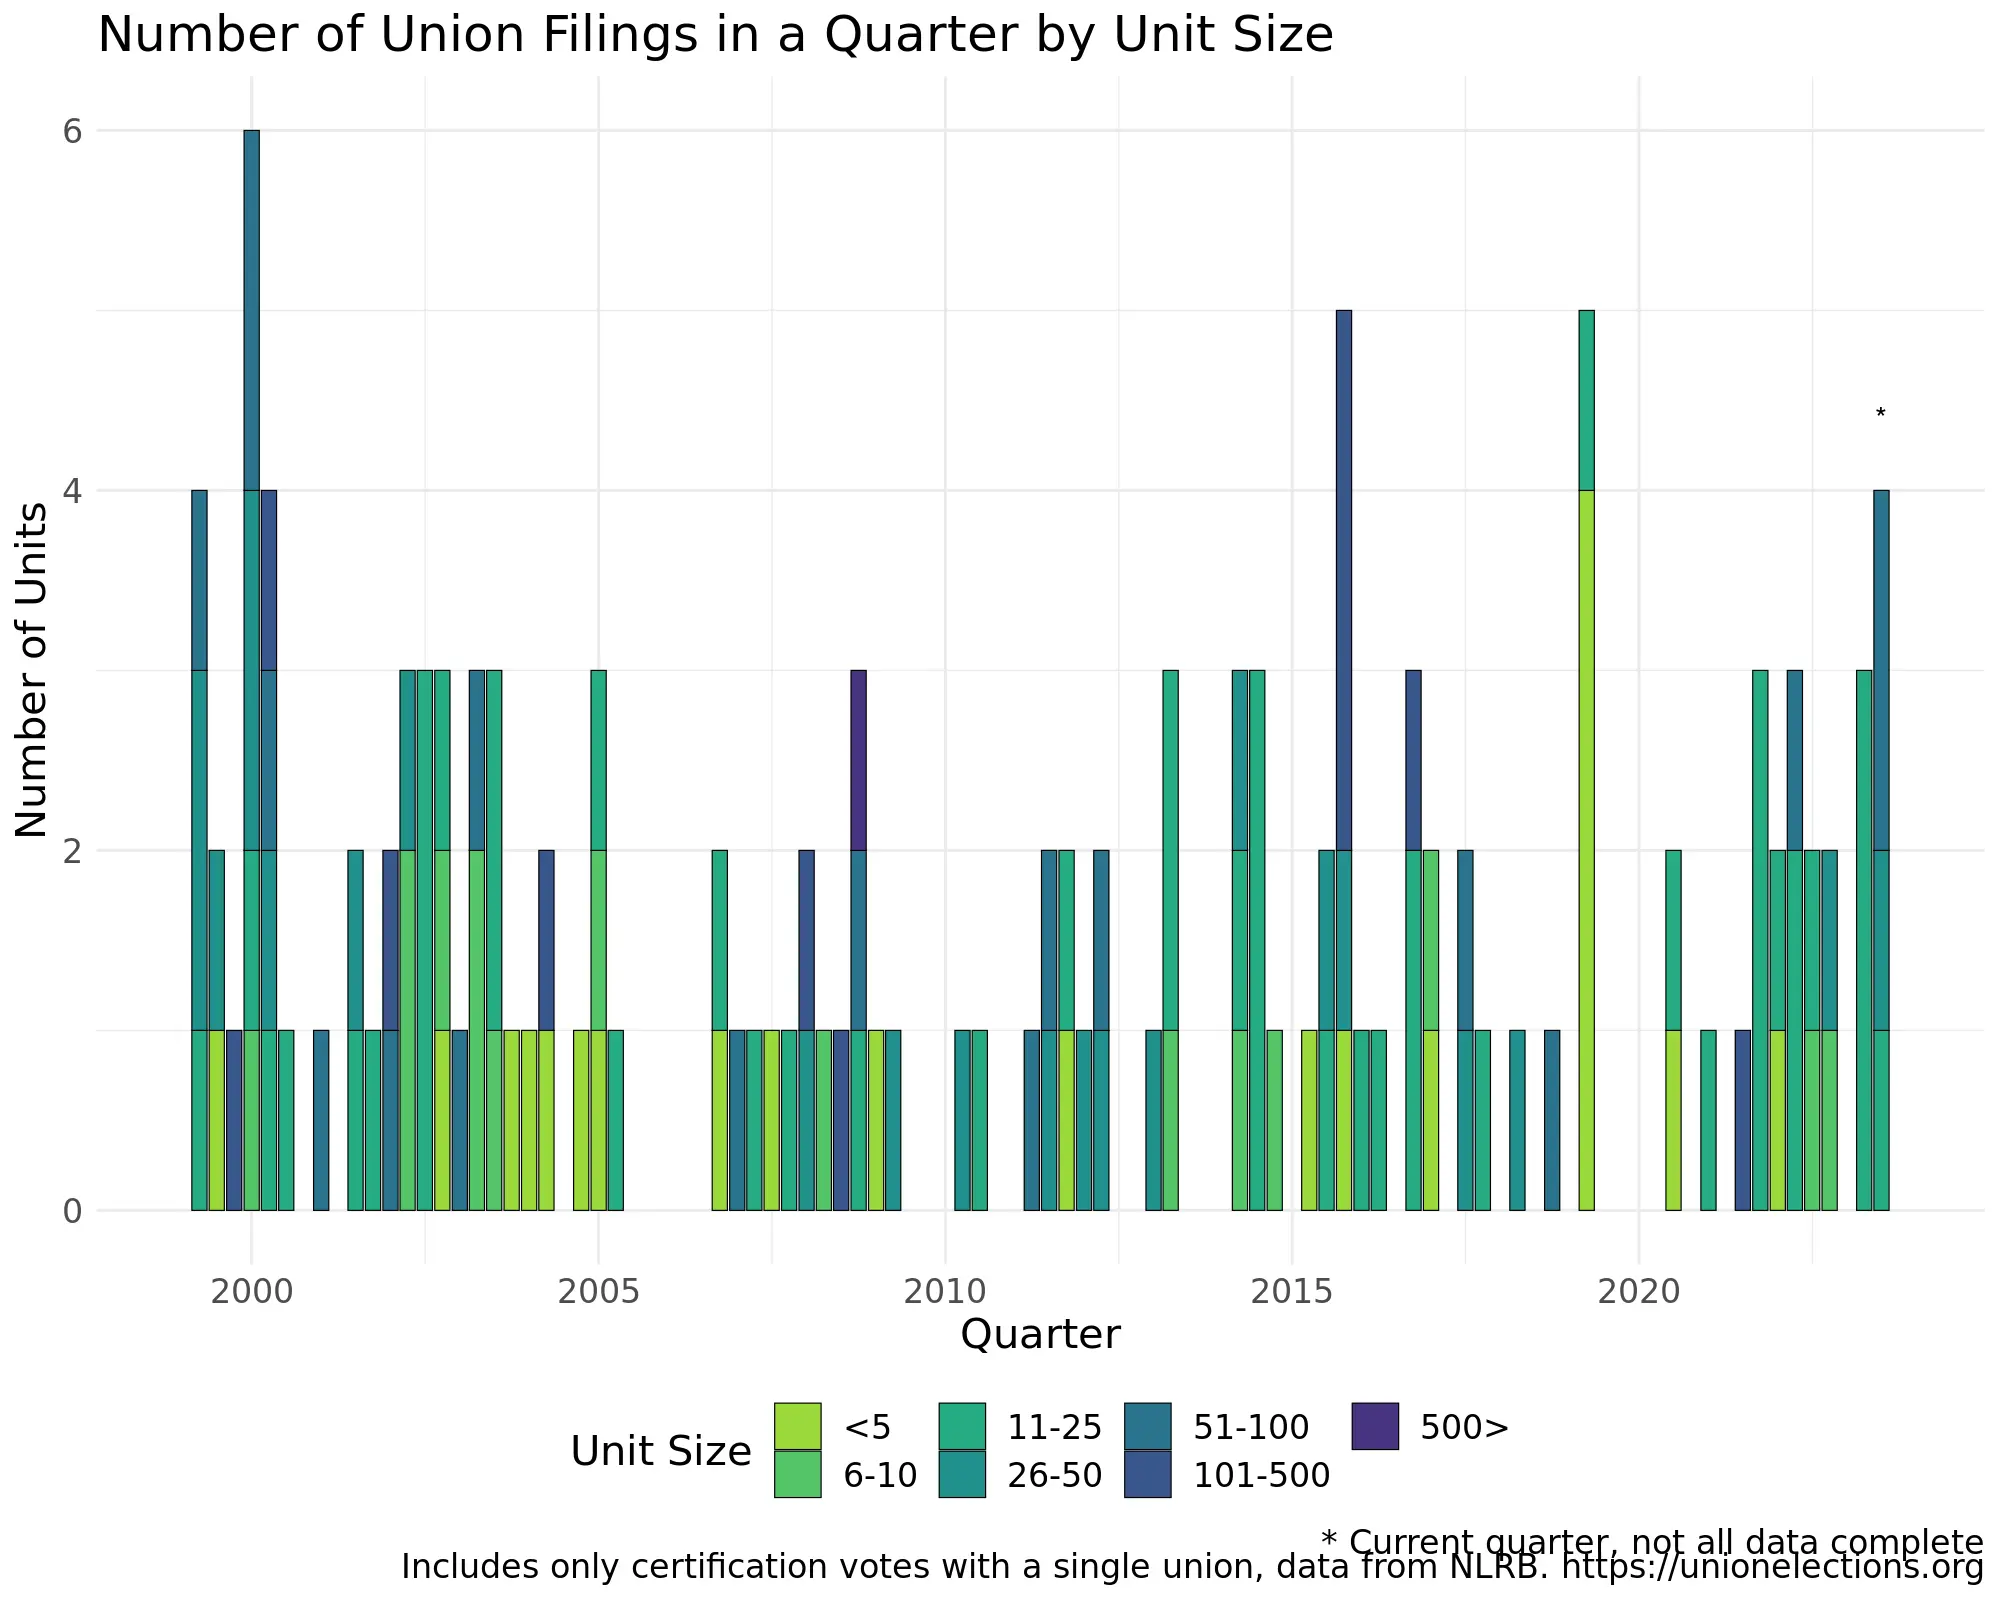 Number of Union Filings in a Quarter by Unit Size
6
4
2
0
Number of Units
*
2000 2005 2010 2015 2020
Quarter
Unit Size
<5 11-25 51-100 500>
6-10 26-50 101-500
* Current quarter, not all data complete
Includes only certification votes with a single union, data from NLRB. https://unionelections.org